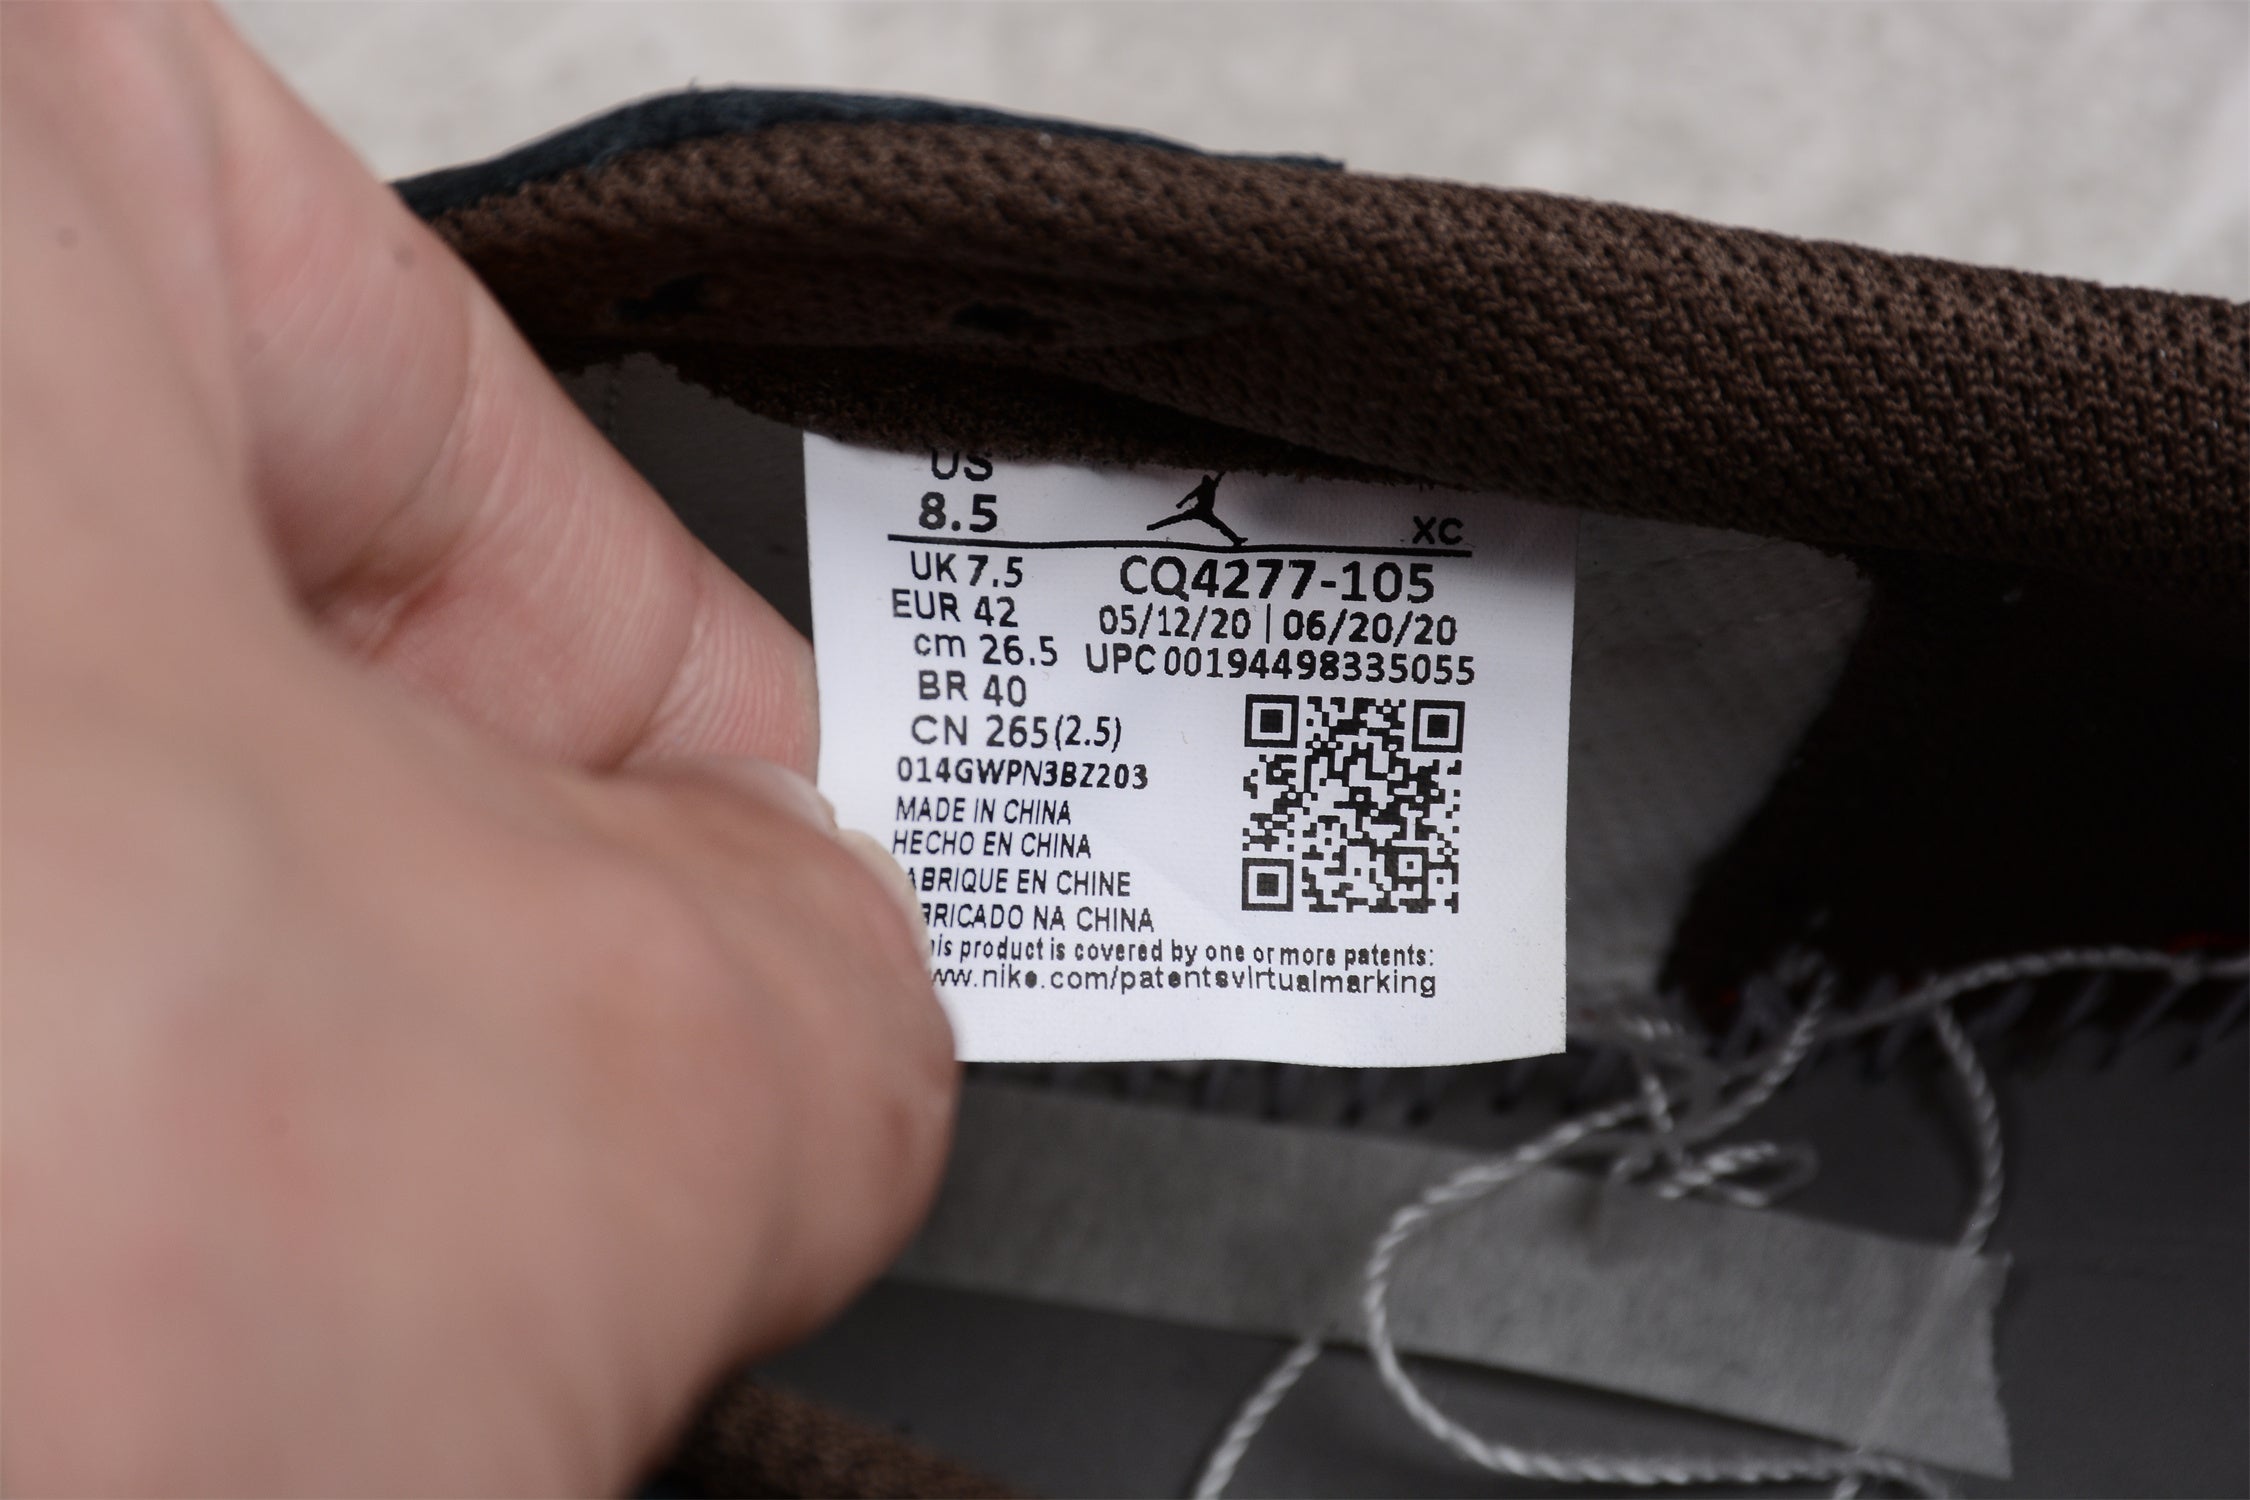 US
8.5
XC
UK 7.5
EUR 42
cm 26.5
BR 40
CN 265(2.5)
CQ4277-105
05/12/20 | 06/20/20
UPC 00194498335055
014GWPN3BZ203
MADE IN CHINA
HECHO EN CHINA
ABRIQUE EN CHINE
BRICADO NA CHINA
his product is covered by one or more patents:
www.nike.com/patentsvirtualmarking